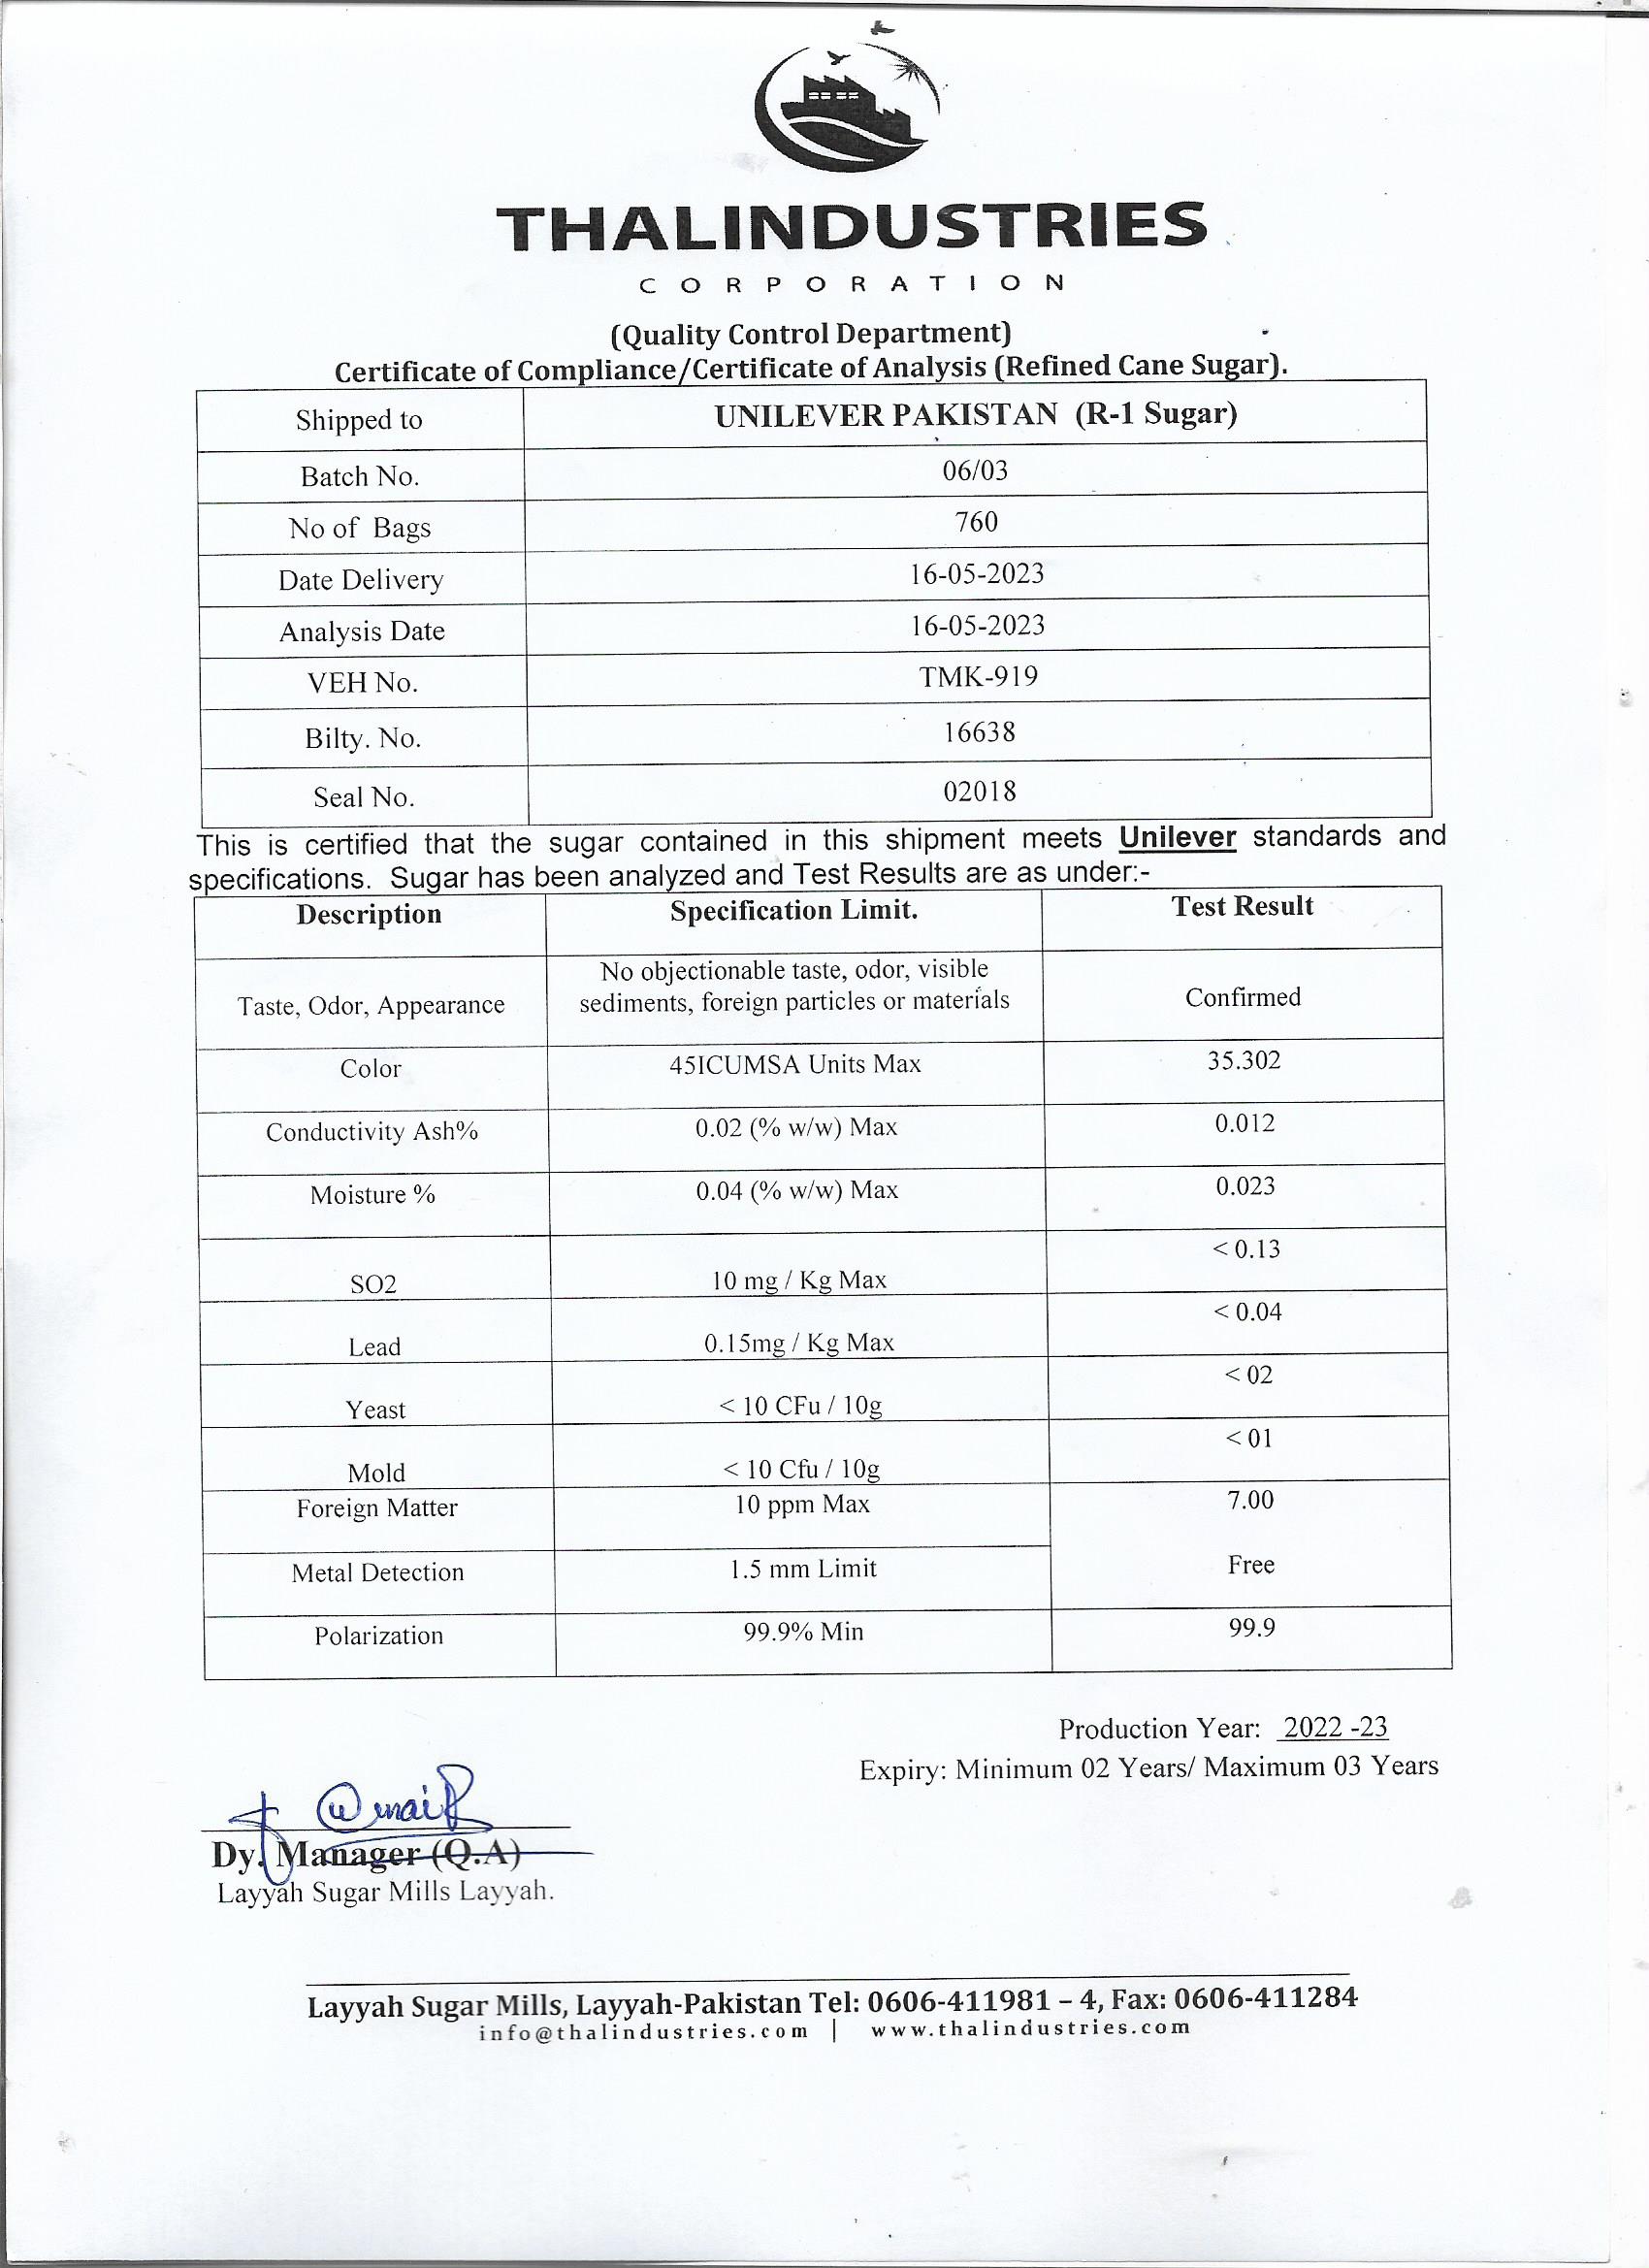 THALINDUSTRIES
CORPORATION
(Quality Control Department)
Certificate of Compliance/Certificate of Analysis (Refined Cane Sugar).
Shipped to UNILEVER PAKISTAN (R-1 Sugar)
Batch No. 06/03
No of Bags 760
Date Delivery 16-05-2023
Analysis Date 16-05-2023
VEH No. TMK-919
Bilty. No. 16638
Seal No. 02018
This is certified that the sugar contained in this shipment meets Unilever standards and
specifications. Sugar has been analyzed and Test Results are as under:-
Description Specification Limit. Test Result
No objectionable taste, odor, visible
Taste, Odor, Appearance sediments, foreign particles or materials Confirmed
Color 45ICUMSA Units Max 35.302
Conductivity Ash% 0.02 (% w/w) Max 0.012
Moisture % 0.04 (% w/w) Max 0.023
SO2 10 mg / Kg Max < 0.13
Lead 0.15mg / Kg Max < 0.04
Yeast < 10 CFu / 10g < 02
Mold < 10 Cfu / 10g < 01
Foreign Matter 10 ppm Max 7.00
Metal Detection 1.5 mm Limit Free
Polarization 99.9% Min 99.9
Production Year: 2022 -23
Expiry: Minimum 02 Years/ Maximum 03 Years
Dy. Manager (Q.A)
Layyah Sugar Mills Layyah.
Layyah Sugar Mills, Layyah-Pakistan Tel: 0606-411981 – 4, Fax: 0606-411284
info@thalindustries.com | www.thalindustries.com